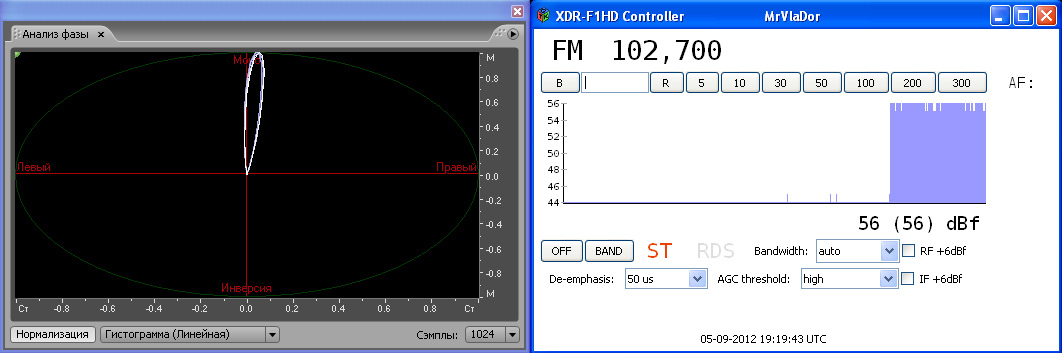 Анализ фазы ×
Мо
M
0.8
0.6
0.4
0.2
Левый
Правый
0.0
-0.2
-0.4
-0.6
-0.8
Инверсия
M
Ст -0.8 -0.6 -0.4 -0.2 0.0 0.2 0.4 0.6 0.8 Ст
Нормализация Гистограмма (Линейная) Сэмплы: 1024
XDR-F1HD Controller MrVlaDor
FM 102,700
B R 5 10 30 50 100 200 300 AF:
56
54
52
50
48
46
44
56 (56) dBf
OFF BAND ST RDS Bandwidth: auto RF +6dBf
De-emphasis: 50 us AGC threshold: high IF +6dBf
05-09-2012 19:19:43 UTC